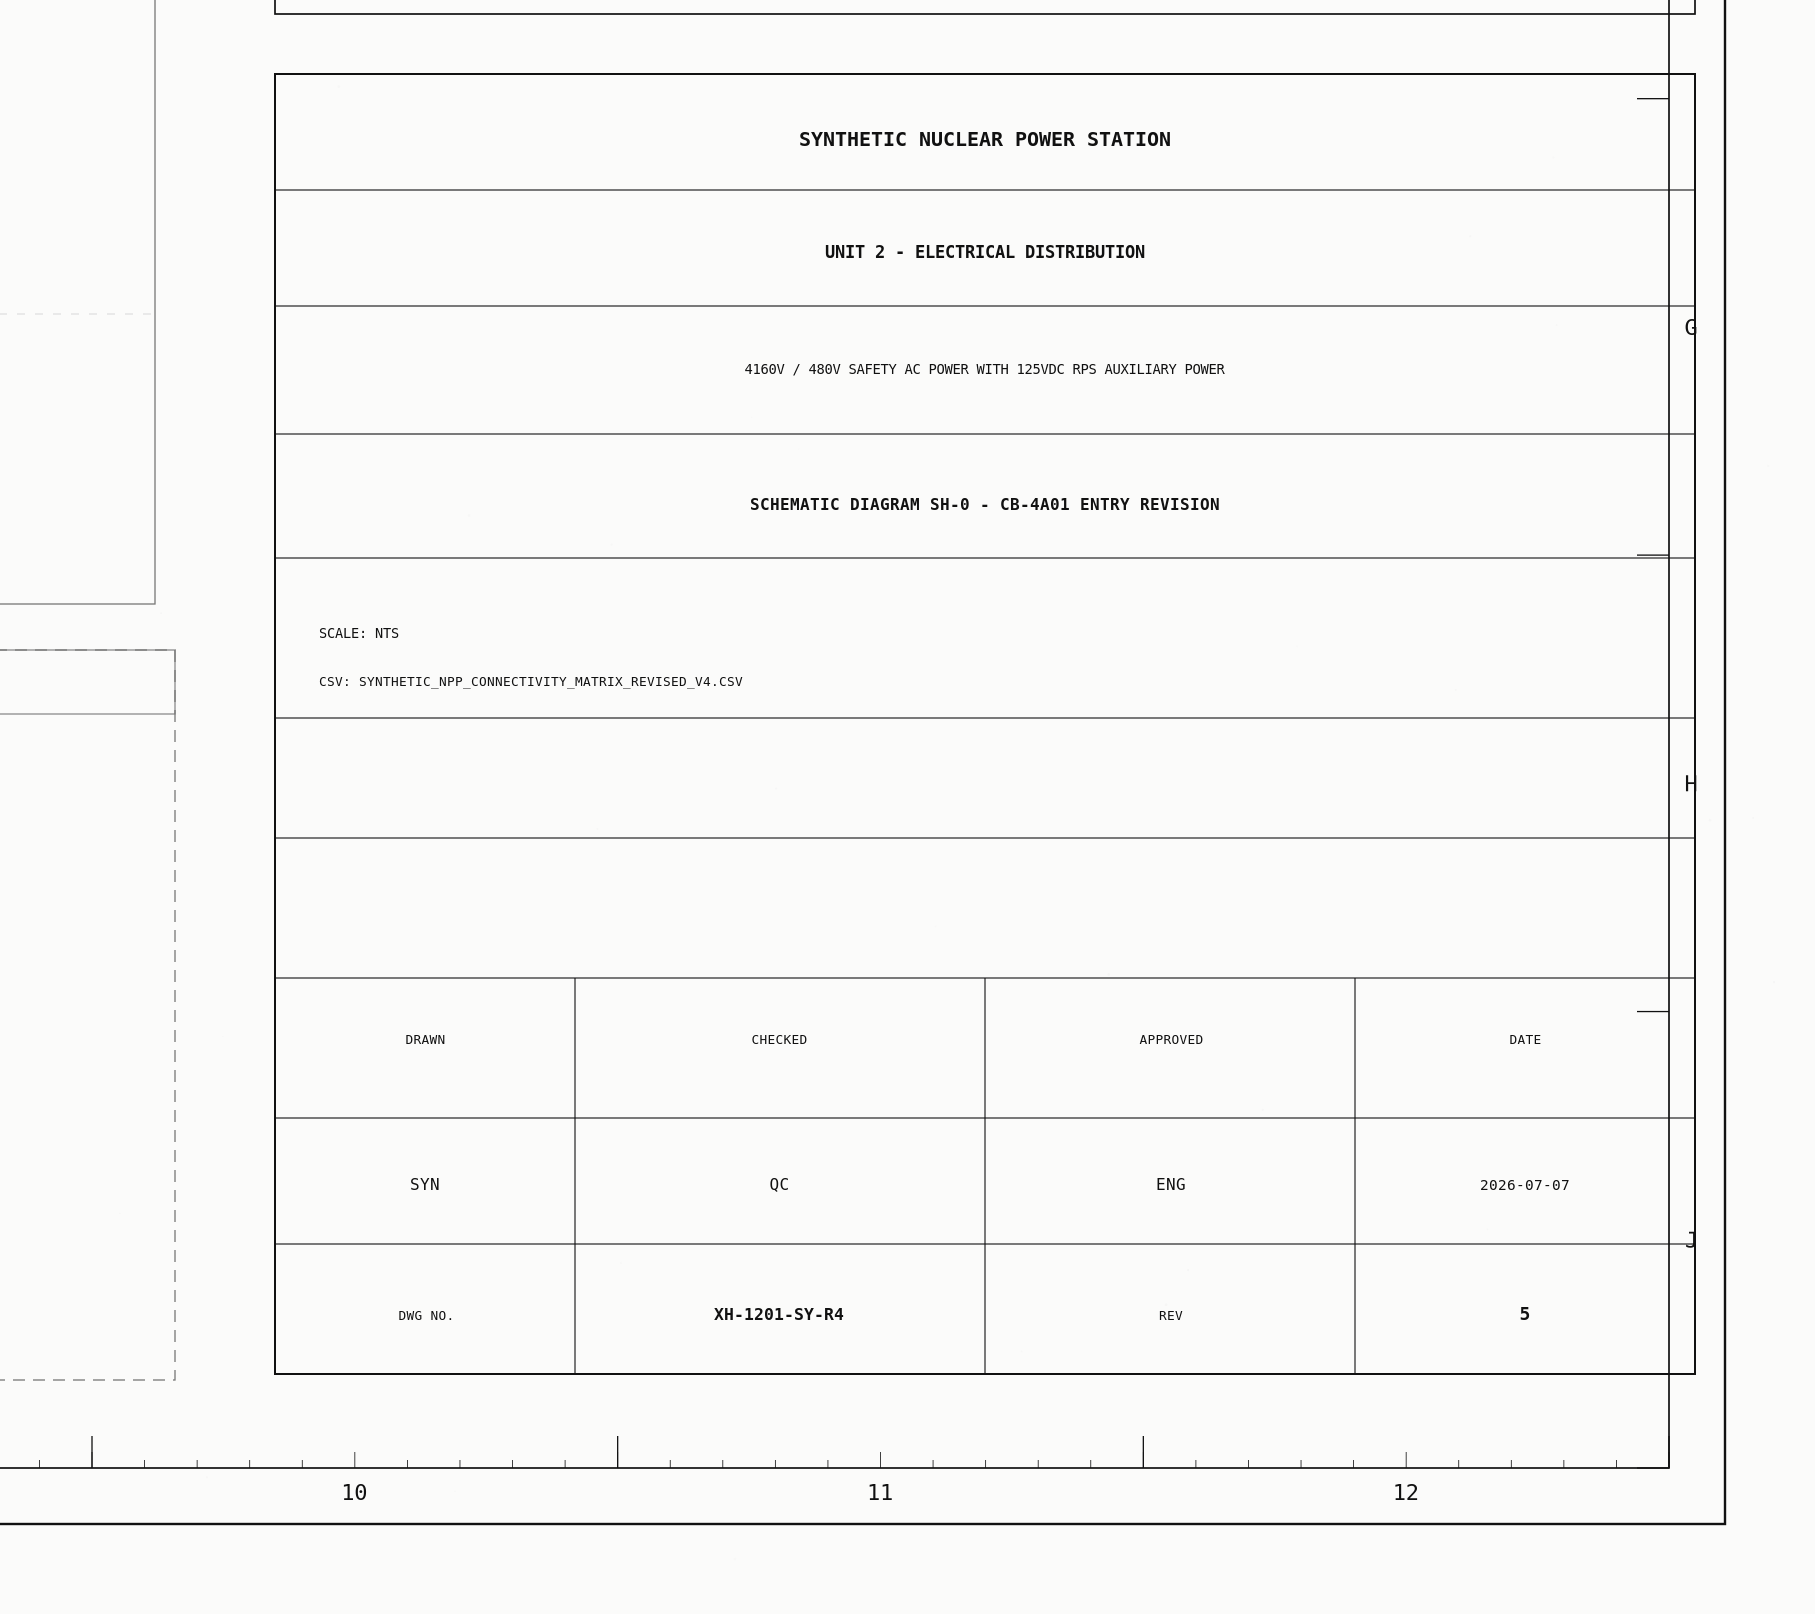 SYNTHETIC NUCLEAR POWER STATION
UNIT 2 - ELECTRICAL DISTRIBUTION
G
4160V / 480V SAFETY AC POWER WITH 125VDC RPS AUXILIARY POWER
SCHEMATIC DIAGRAM SH-0 - CB-4A01 ENTRY REVISION
SCALE: NTS
CSV: SYNTHETIC_NPP_CONNECTIVITY_MATRIX_REVISED_V4.CSV
H
DRAWN CHECKED APPROVED DATE
SYN QC ENG 2026-07-07
J
DWG NO. XH-1201-SY-R4 REV 5
10 11 12